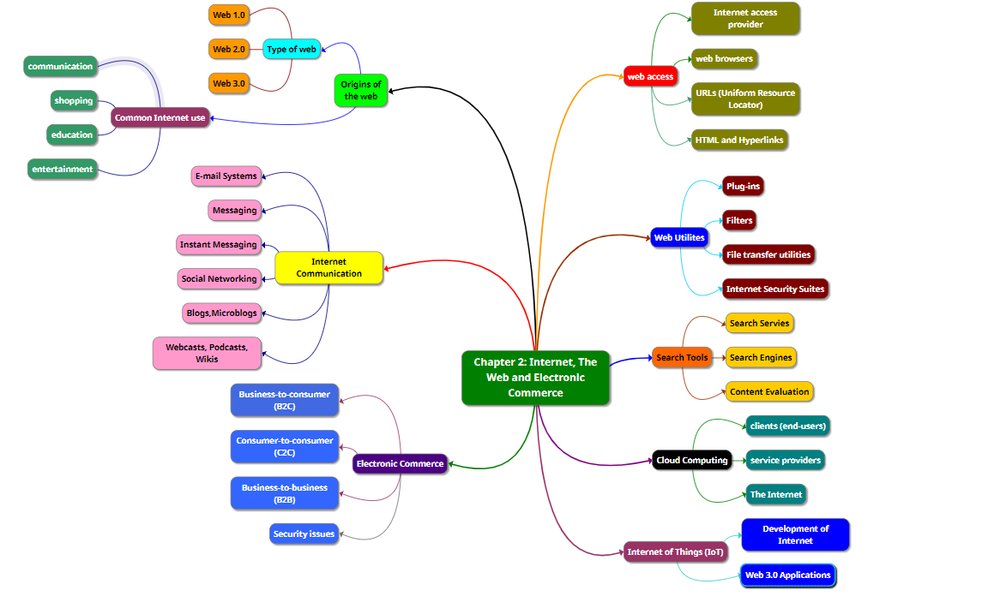 Chapter 2: Internet, The
Web and Electronic
Commerce
Origins of
the web
Type of web
Web 1.0
Web 2.0
Web 3.0
Common Internet use
communication
shopping
education
entertainment
Internet
Communication
E-mail Systems
Messaging
Instant Messaging
Social Networking
Blogs,Microblogs
Webcasts, Podcasts,
Wikis
Electronic Commerce
Business-to-consumer
(B2C)
Consumer-to-consumer
(C2C)
Business-to-business
(B2B)
Security issues
web access
Internet access
provider
web browsers
URLs (Uniform Resource
Locator)
HTML and Hyperlinks
Web Utilites
Plug-ins
Filters
File transfer utilities
Internet Security Suites
Search Tools
Search Servies
Search Engines
Content Evaluation
Cloud Computing
clients (end-users)
service providers
The Internet
Internet of Things (IoT)
Development of
Internet
Web 3.0 Applications